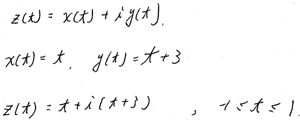 z(t) = x(t) + i y(t).
x(t) = t, y(t) = t + 3
z(t) = t + i (t + 3) , -1 ≤ t ≤ 1